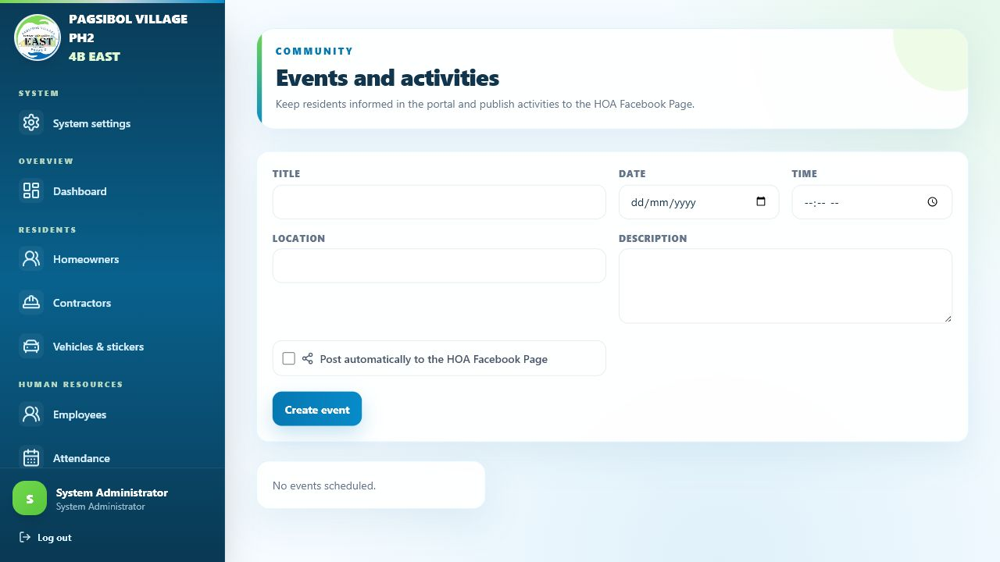 EAST
PAGSIBOL VILLAGE
PH2
4B EAST
SYSTEM
System settings
OVERVIEW
Dashboard
RESIDENTS
Homeowners
Contractors
Vehicles & stickers
HUMAN RESOURCES
Employees
Attendance
S
System Administrator
System Administrator
Log out
COMMUNITY
Events and activities
Keep residents informed in the portal and publish activities to the HOA Facebook Page.
TITLE
DATE
TIME
dd/mm/yyyy
--:-- --
LOCATION
DESCRIPTION
Post automatically to the HOA Facebook Page
Create event
No events scheduled.